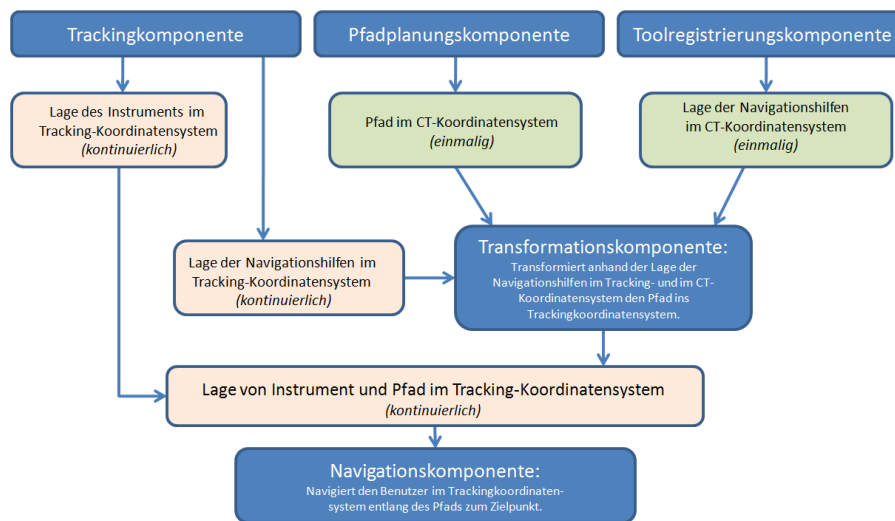 Trackingkomponente
Pfadplanungskomponente
Toolregistrierungskomponente
Lage des Instruments im
Tracking-Koordinatensystem
(kontinuierlich)
Pfad im CT-Koordinatensystem
(einmalig)
Lage der Navigationshilfen
im CT-Koordinatensystem
(einmalig)
Lage der Navigationshilfen im
Tracking-Koordinatensystem
(kontinuierlich)
Transformationskomponente:
Transformiert anhand der Lage der
Navigationshilfen im Tracking- und im CT-
Koordinatensystem den Pfad ins
Trackingkoordinatensystem.
Lage von Instrument und Pfad im Tracking-Koordinatensystem
(kontinuierlich)
Navigationskomponente:
Navigiert den Benutzer im Trackingkoordinaten-
system entlang des Pfads zum Zielpunkt.